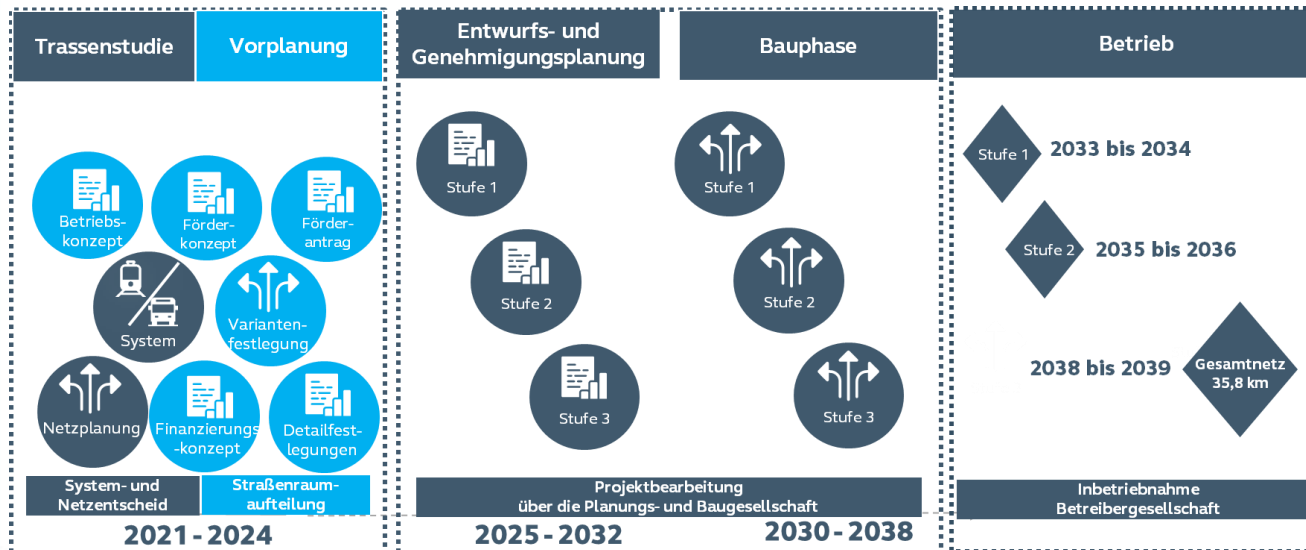 Trassenstudie
Vorplanung
Entwurfs- und
Genehmigungsplanung
Bauphase
Betrieb
Betriebs-
konzept
Förder-
konzept
Förder-
antrag
System
Varianten-
festlegung
Netzplanung
Finanzierungs
-konzept
Detailfest-
legungen
System- und
Netzentscheid
Straßenraum-
aufteilung
2021 - 2024
Stufe 1
Stufe 2
Stufe 3
Stufe 1
Stufe 2
Stufe 3
Projektbearbeitung
über die Planungs- und Baugesellschaft
2025 - 2032
2030 - 2038
Stufe 1
2033 bis 2034
Stufe 2
2035 bis 2036
2038 bis 2039
Gesamtnetz
35,8 km
Inbetriebnahme
Betreibergesellschaft